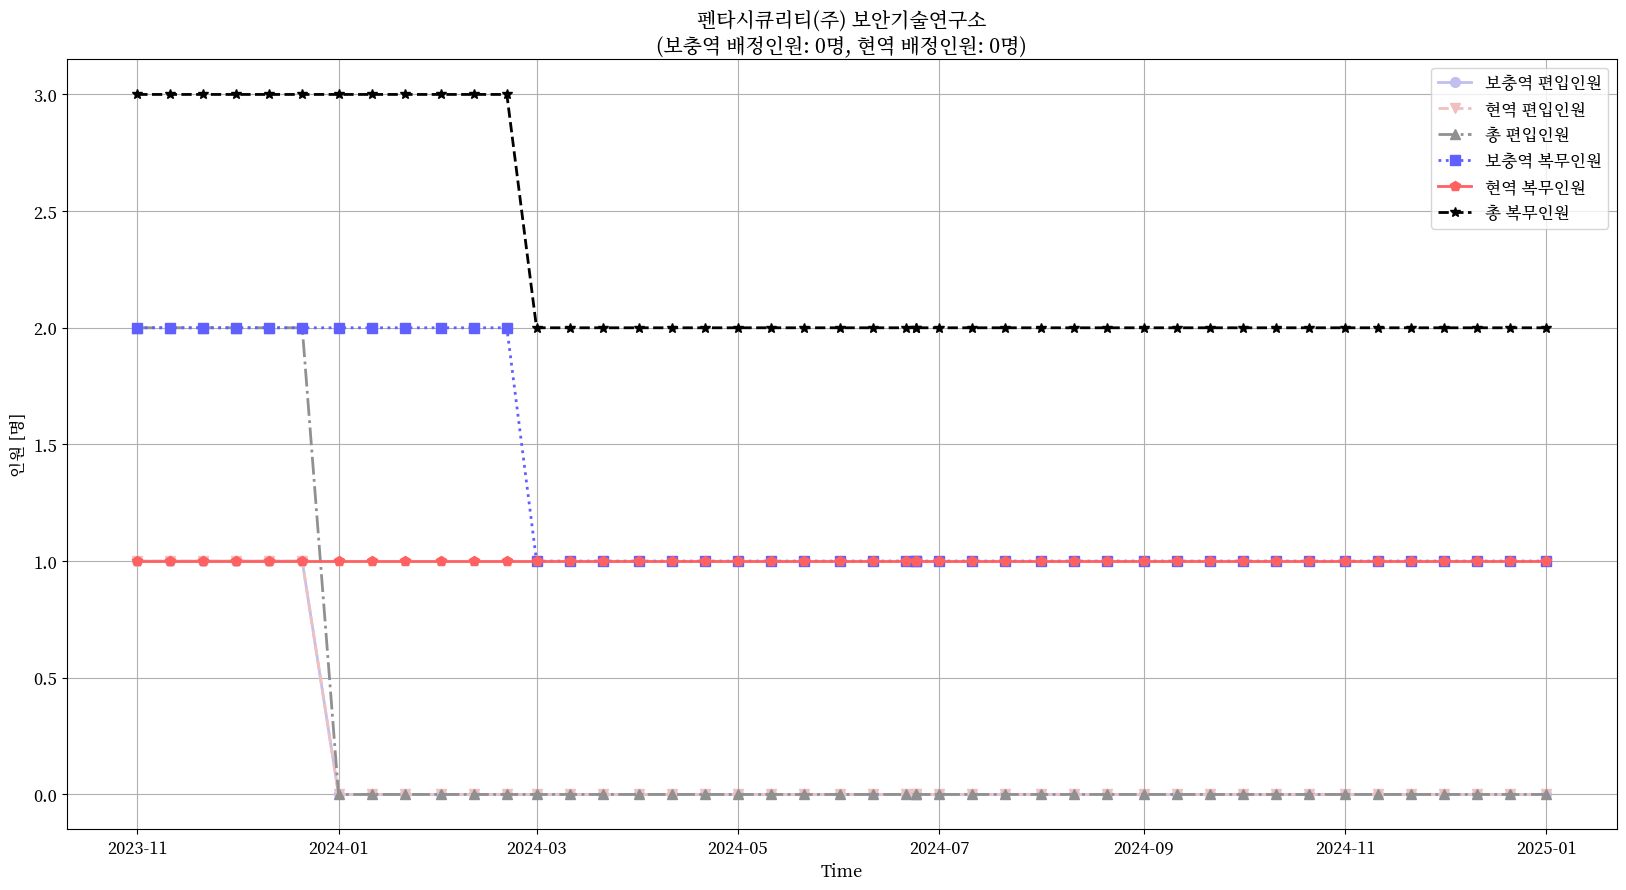 펜타시큐리티(주) 보안기술연구소
(보충역 배정인원: 0명, 현역 배정인원: 0명)
보충역 편입인원
현역 편입인원
총 편입인원
보충역 복무인원
현역 복무인원
총 복무인원
인원 [명]
3.0
2.5
2.0
1.5
1.0
0.5
0.0
2023-11
2024-01
2024-03
2024-05
2024-07
2024-09
2024-11
2025-01
Time